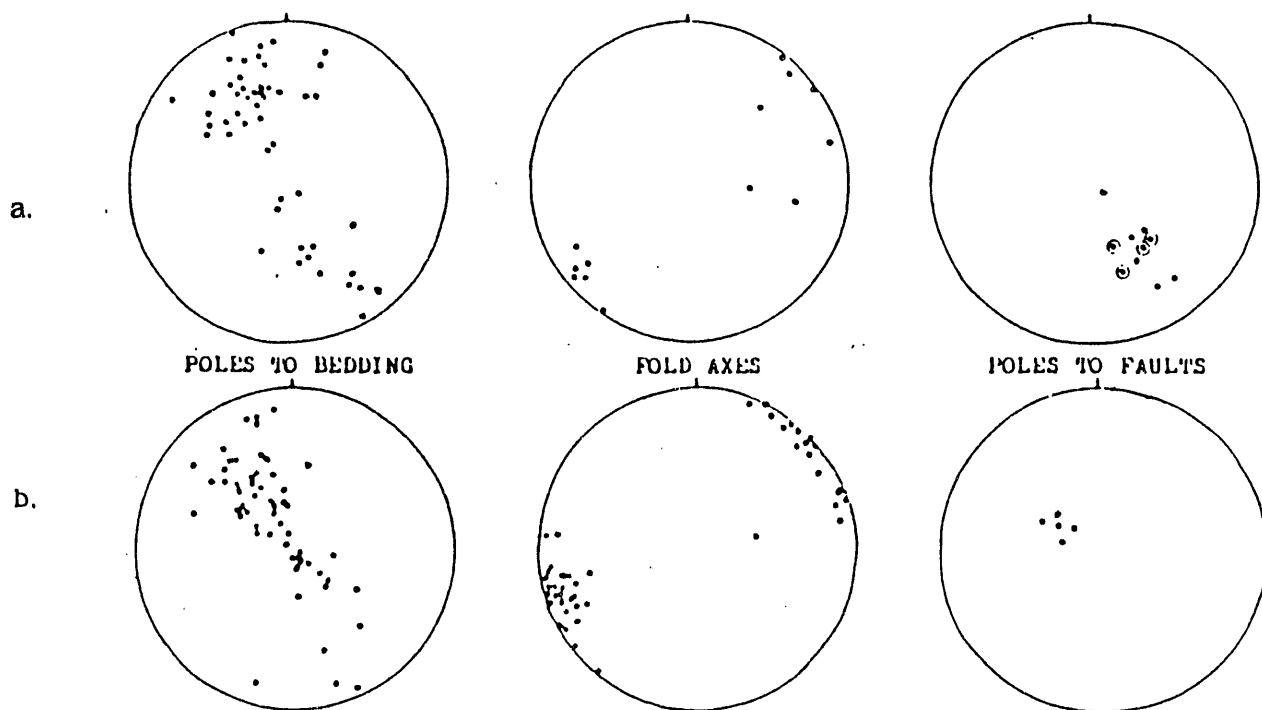 a.
POLES TO BEDDING
FOLD AXES
POLES TO FAULTS
b.